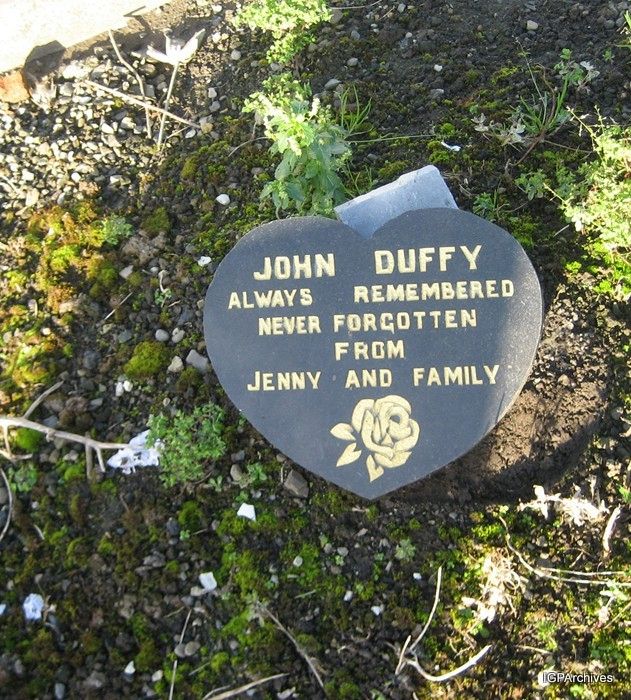 JOHN DUFFY
ALWAYS REMEMBERED
NEVER FORGOTTEN
FROM
JENNY AND FAMILY
IGPArchives